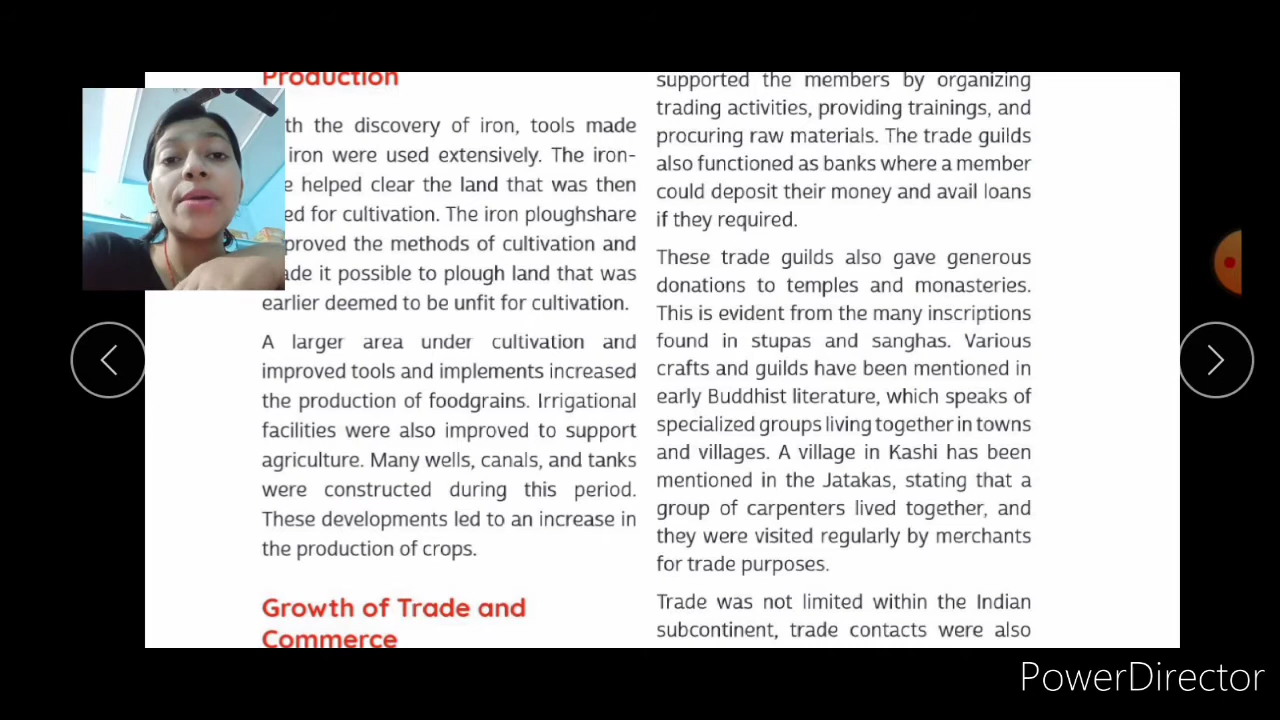 Production
th the discovery of iron, tools made
iron were used extensively. The iron-
helped clear the land that was then
ed for cultivation. The iron ploughshare
proved the methods of cultivation and
ade it possible to plough land that was
earlier deemed to be unfit for cultivation.
A larger area under cultivation and
improved tools and implements increased
the production of foodgrains. Irrigational
facilities were also improved to support
agriculture. Many wells, canals, and tanks
were constructed during this period.
These developments led to an increase in
the production of crops.
Growth of Trade and
Commerce
supported the members by organizing
trading activities, providing trainings, and
procuring raw materials. The trade guilds
also functioned as banks where a member
could deposit their money and avail loans
if they required.
These trade guilds also gave generous
donations to temples and monasteries.
This is evident from the many inscriptions
found in stupas and sanghas. Various
crafts and guilds have been mentioned in
early Buddhist literature, which speaks of
specialized groups living together in towns
and villages. A village in Kashi has been
mentioned in the Jatakas, stating that a
group of carpenters lived together, and
they were visited regularly by merchants
for trade purposes.
Trade was not limited within the Indian
subcontinent, trade contacts were also
PowerDirector